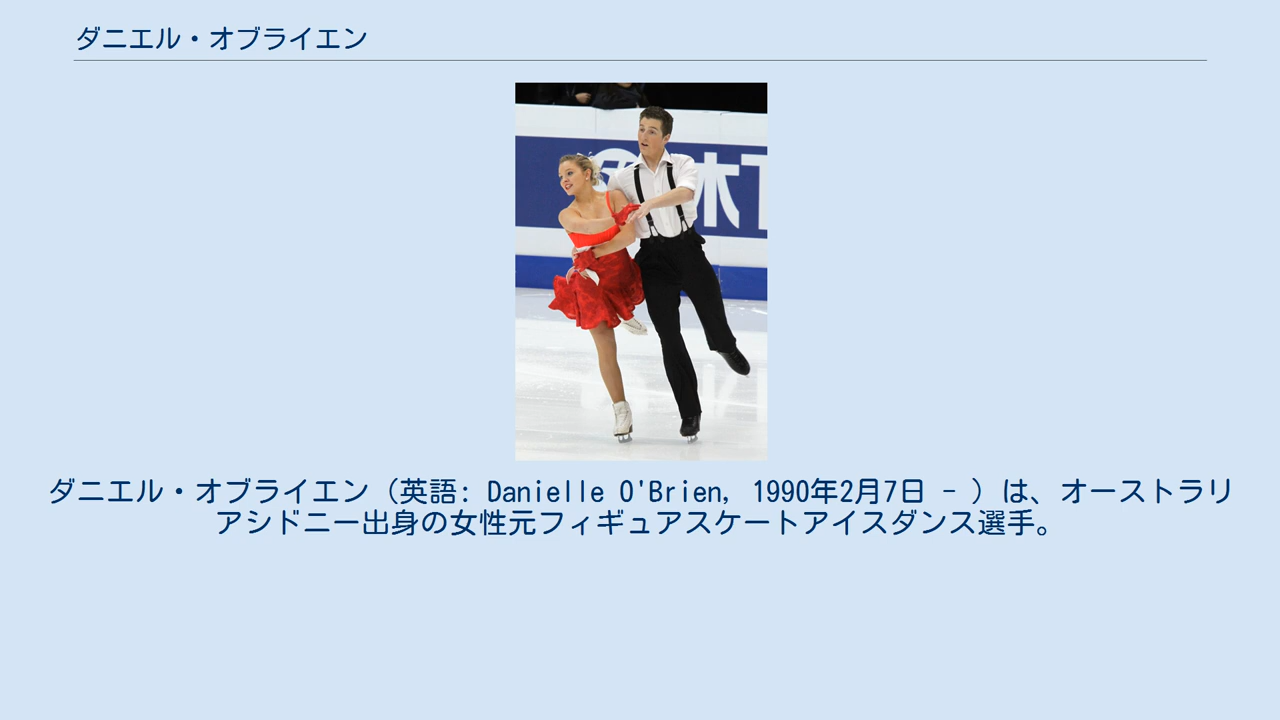 ダニエル・オブライエン
木T
ダニエル・オブライエン（英語: Danielle O'Brien, 1990年2月7日 - ）は、オーストラリ
アシドニー出身の女性元フィギュアスケートアイスダンス選手。